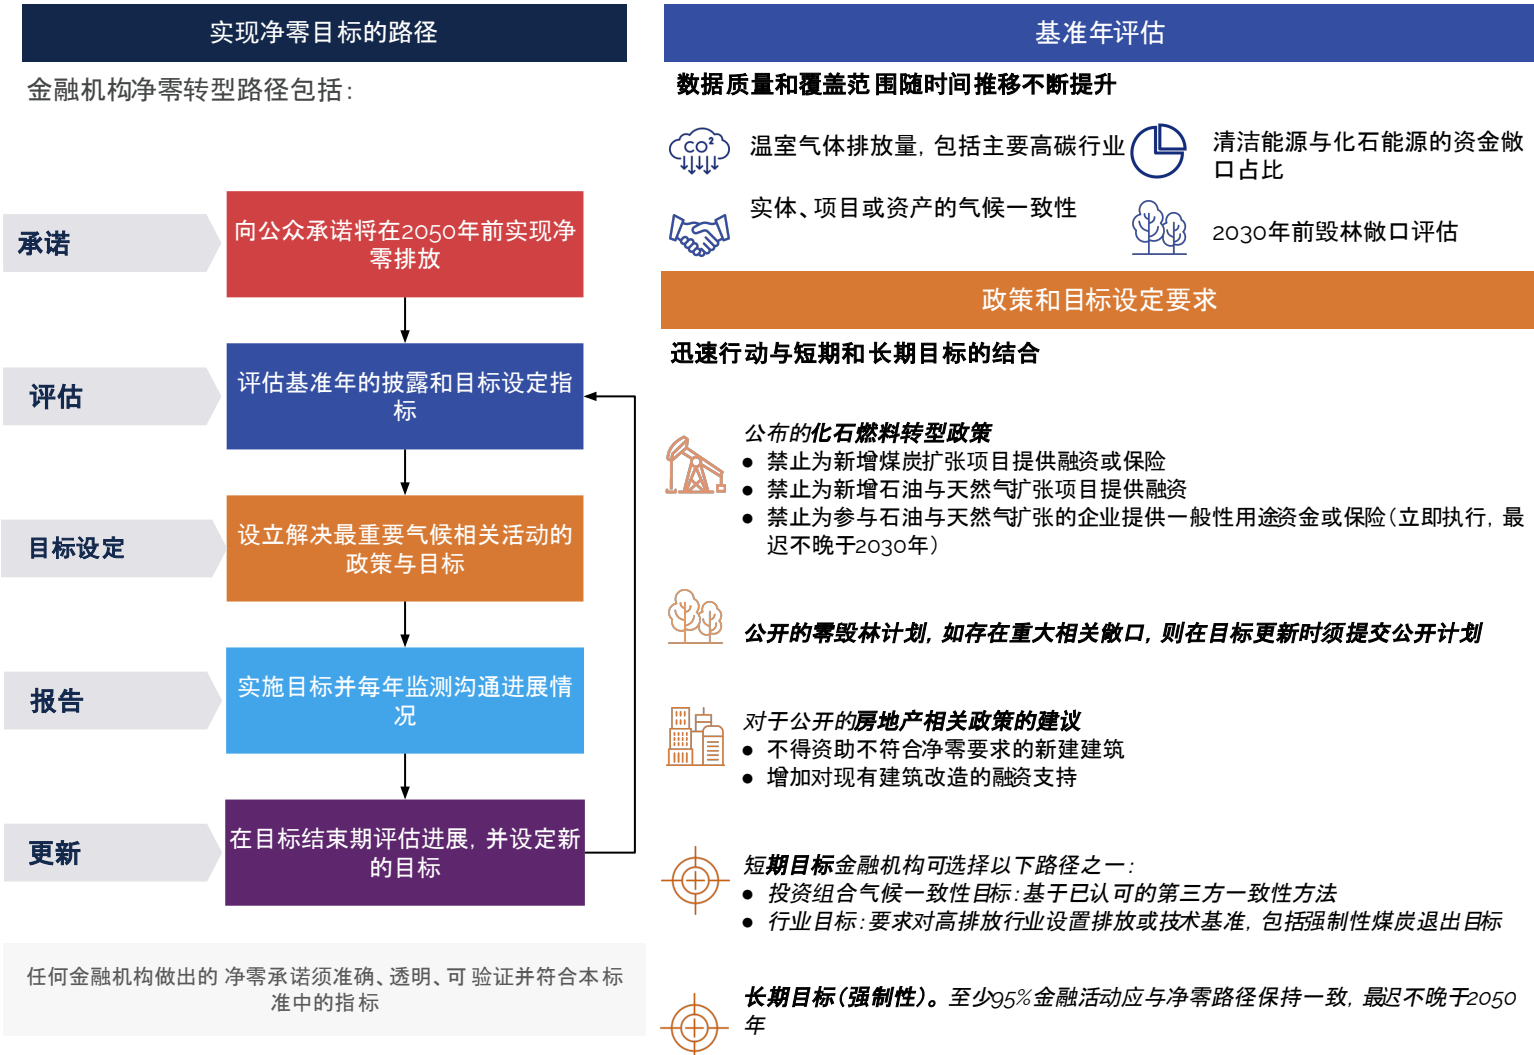 实现净零目标的路径
金融机构净零转型路径包括：
承诺
向公众承诺将在2050年前实现净
零排放
评估
评估基准年的披露和目标设定指
标
目标设定
设立解决最重要气候相关活动的
政策与目标
报告
实施目标并每年监测沟通进展情
况
更新
在目标结束期评估进展，并设定新
的目标
任何金融机构做出的 净零承诺须准确、透明、可 验证并符合本标
准中的指标
基准年评估
数据质量和覆盖范围随时间推移不断提升
CO2
温室气体排放量，包括主要高碳行业
清洁能源与化石能源的资金敞
口占比
实体、项目或资产的气候一致性
2030年前毁林敞口评估
政策和目标设定要求
迅速行动与短期和长期目标的结合
公布的化石燃料转型政策
● 禁止为新增煤炭扩张项目提供融资或保险
● 禁止为新增石油与天然气扩张项目提供融资
● 禁止为参与石油与天然气扩张的企业提供一般性用途资金或保险（立即执行，最
迟不晚于2030年）
公开的零毁林计划，如存在重大相关敞口，则在目标更新时须提交公开计划
对于公开的房地产相关政策的建议
● 不得资助不符合净零要求的新建建筑
● 增加对现有建筑改造的融资支持
短期目标金融机构可选择以下路径之一：
● 投资组合气候一致性目标：基于已认可的第三方一致性方法
● 行业目标：要求对高排放行业设置排放或技术基准，包括强制性煤炭退出目标
长期目标（强制性）。至少95%金融活动应与净零路径保持一致，最迟不晚于2050
年